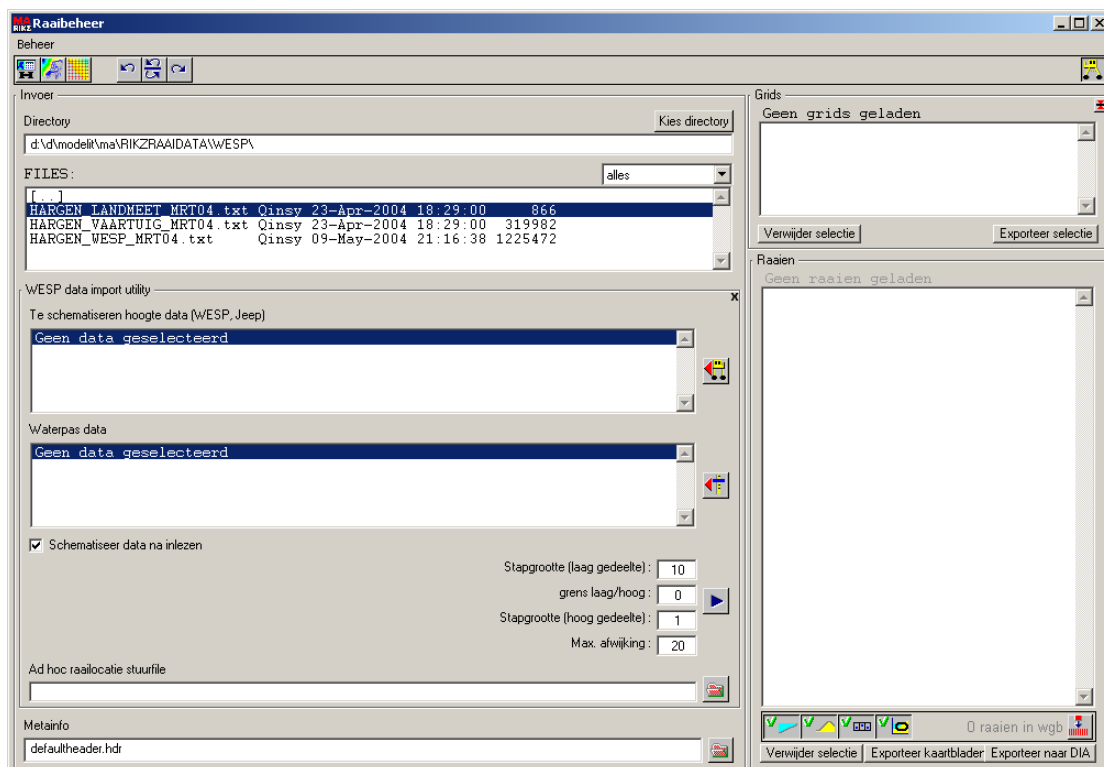 MA
RIKZ
Raaibeheer
Beheer
Invoer
Directory
Kies directory
d:\d\modelit\ma\RIKZRAAIDATA\WESP\
FILES:
alles
[..]
HARGEN_LANDMEET_MRT04.txt Qinsy 23-Apr-2004 18:29:00 866
HARGEN_VAARTUIG_MRT04.txt Qinsy 23-Apr-2004 18:29:00 319982
HARGEN_WESP_MRT04.txt Qinsy 09-May-2004 21:16:38 1225472
WESP data import utility
x
Te schematiseren hoogte data (WESP, Jeep)
Geen data geselecteerd
Waterpas data
Geen data geselecteerd
Schematiseer data na inlezen
Stapgrootte (laag gedeelte) : 10
grens laag/hoog : 0
Stapgrootte (hoog gedeelte) : 1
Max. afwijking : 20
Ad hoc raailocatie stuurfile
Metainfo
defaultheader.hdr
Grids
Geen grids geladen
Verwijder selectie
Exporteer selectie
Raaien
Geen raaien geladen
0 raaien in wgb
Verwijder selectie
Exporteer kaartblader
Exporteer naar DIA